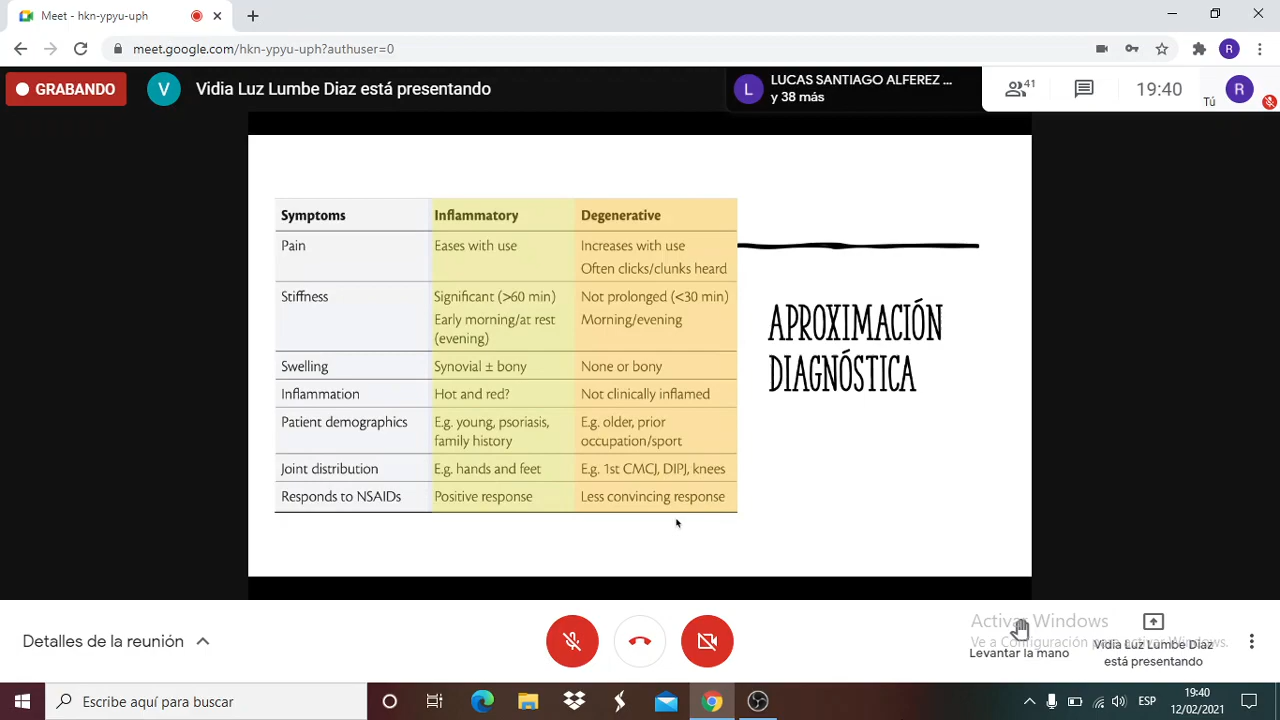 Meet - hkn-ypyu-uph
meet.google.com/hkn-ypyu-uph?authuser=0
GRABANDO
V
Vidia Luz Lumbe Diaz está presentando
L
LUCAS SANTIAGO ALFEREZ ...
y 38 más
41
19:40
Tú
R
R
Symptoms Inflammatory Degenerative
Pain Eases with use Increases with use
Often clicks/clunks heard
Stiffness Significant (>60 min) Not prolonged (<30 min)
Early morning/at rest Morning/evening
(evening)
Swelling Synovial ± bony None or bony
Inflammation Hot and red? Not clinically inflamed
Patient demographics E.g. young, psoriasis, E.g. older, prior
family history occupation/sport
Joint distribution E.g. hands and feet E.g. 1st CMCJ, DIPJ, knees
Responds to NSAIDs Positive response Less convincing response
APROXIMACIÓN
DIAGNÓSTICA
Detalles de la reunión
Activar Windows
Ve a Configuración para activar Windows.
Levantar la mano
Vidia Luz Lumbe Diaz
está presentando
Escribe aquí para buscar
ESP
19:40
12/02/2021